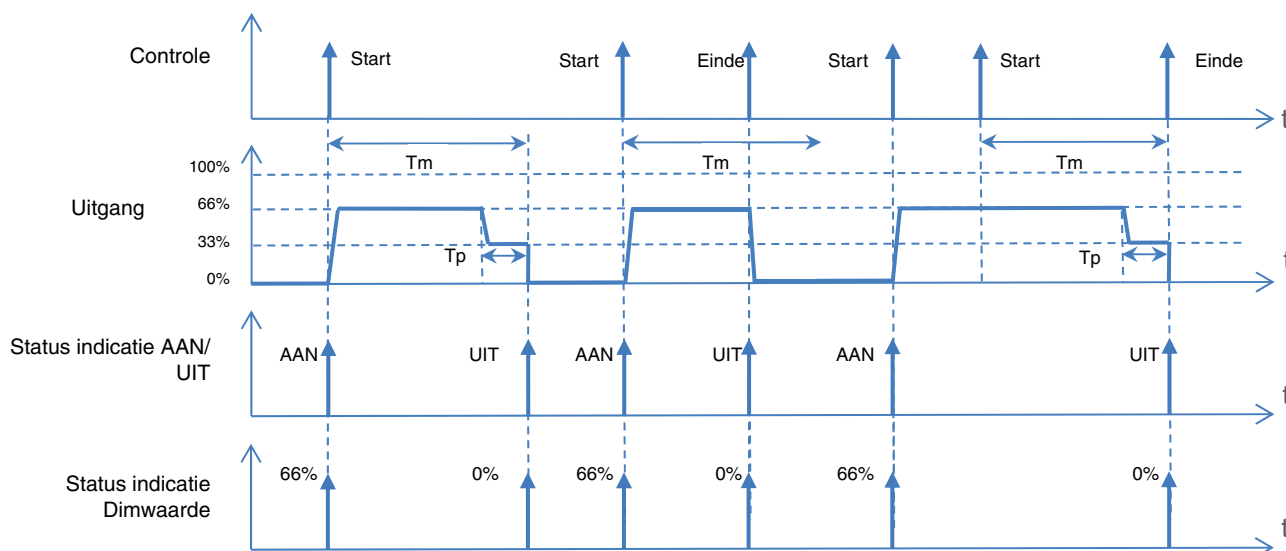 Controle
Start
Start
Einde
Start
Start
Einde
t
Tm
Tm
Tm
100%
Uitgang
66%
33%
0%
Tp
Tp
t
Status indicatie AAN/
UIT
AAN
UIT
AAN
UIT
AAN
UIT
t
Status indicatie
Dimwaarde
66%
0%
66%
0%
66%
0%
t